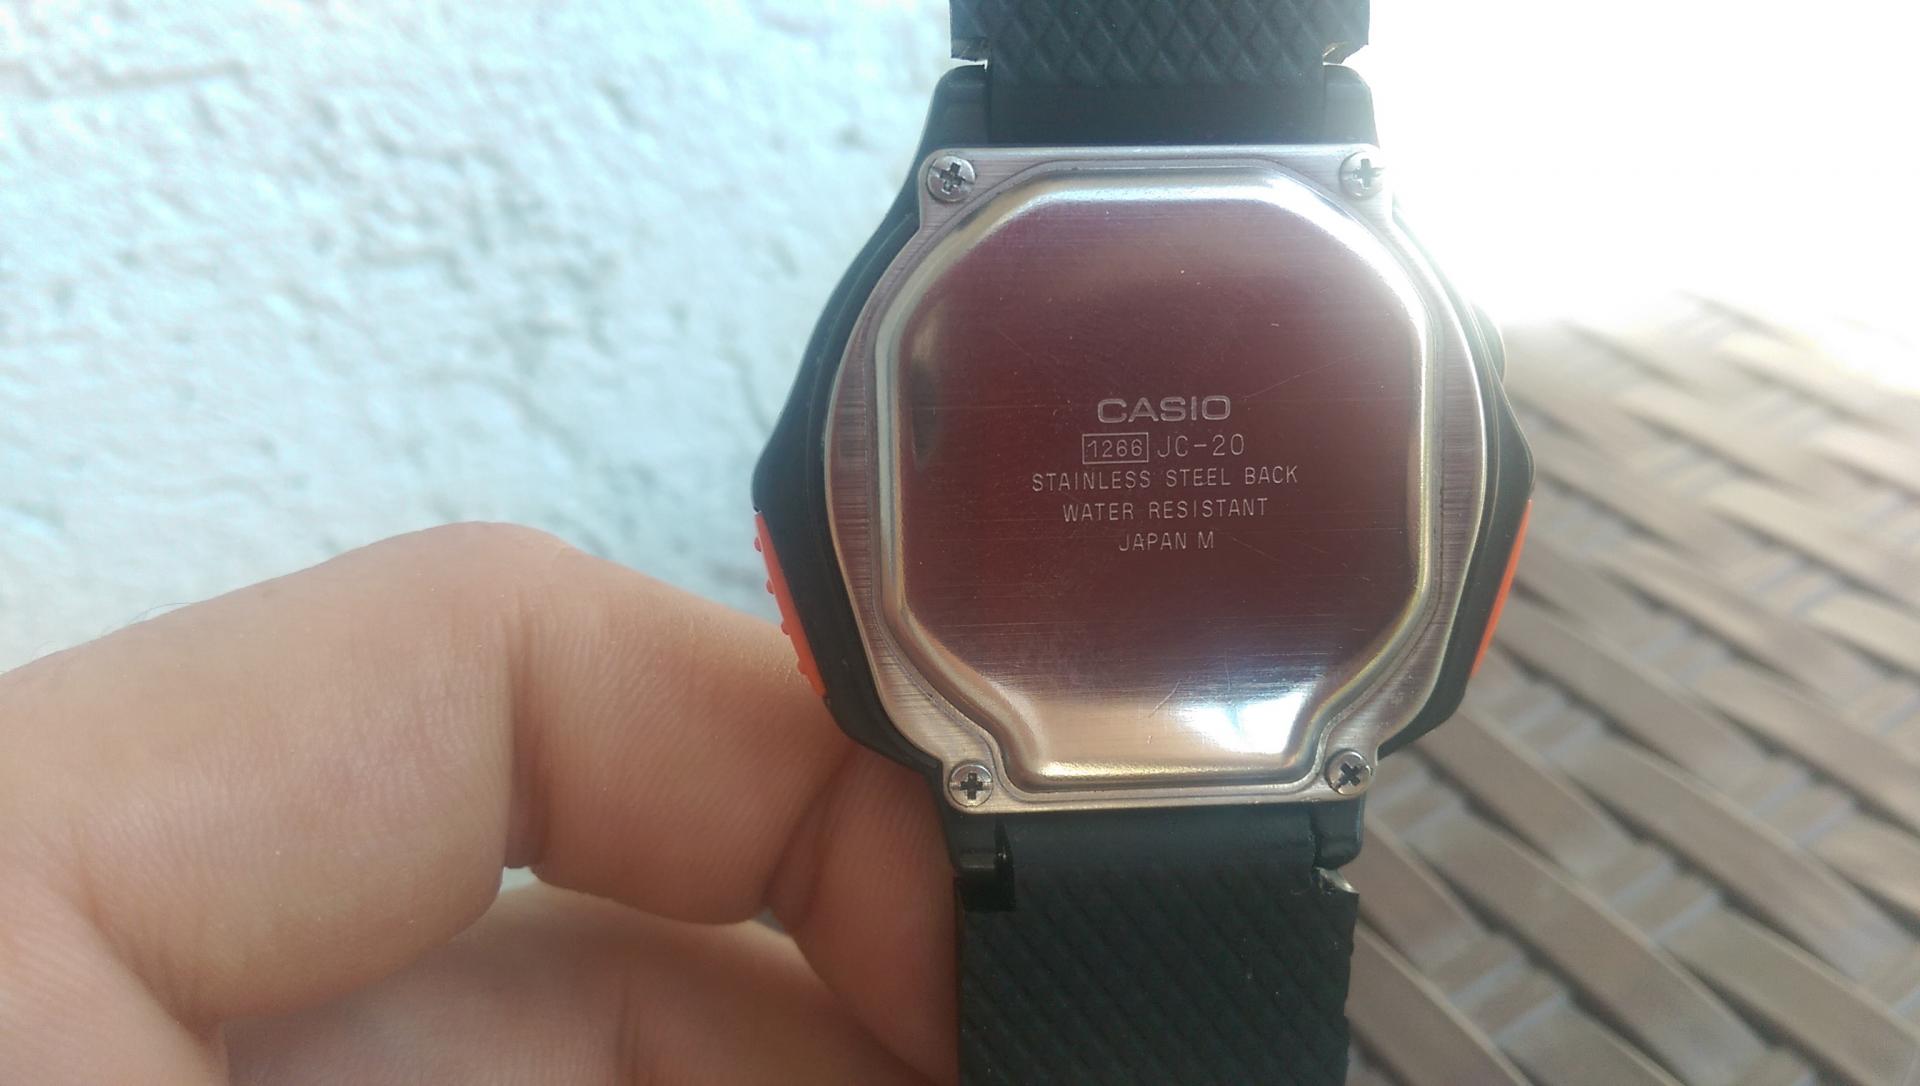 CASIO
1266 JC-20
STAINLESS STEEL BACK
WATER RESISTANT
JAPAN M